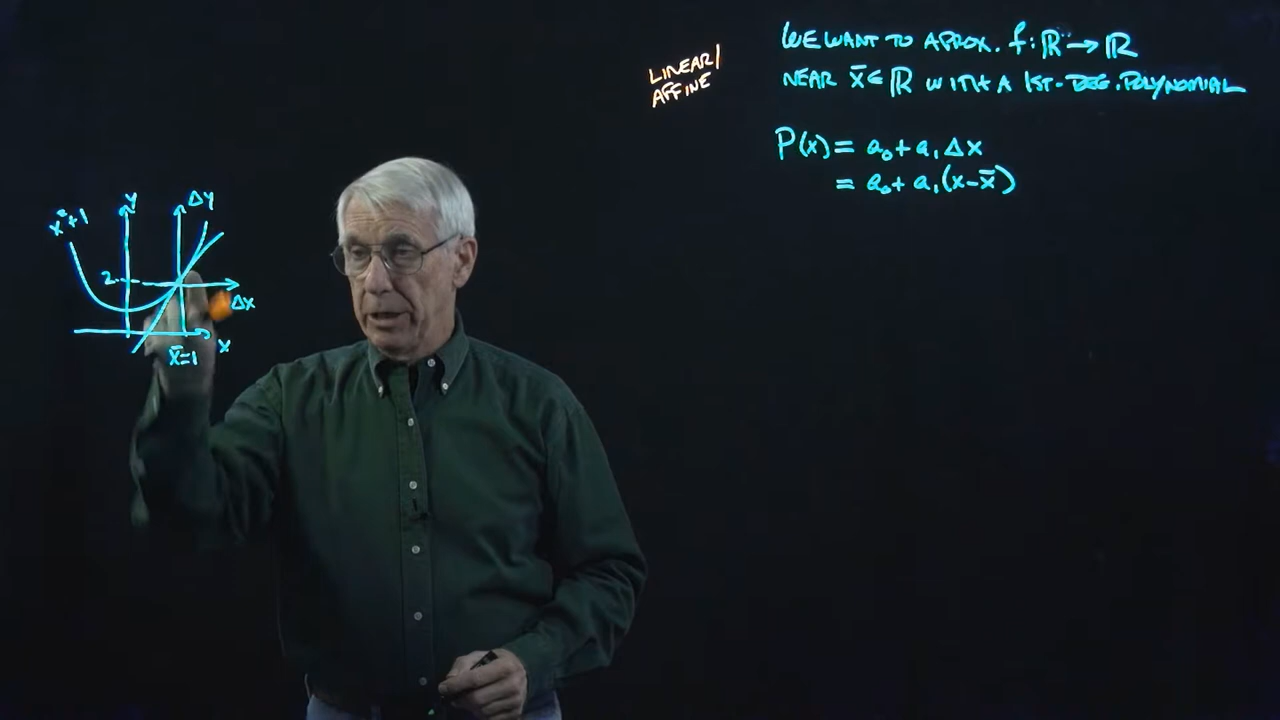 WE WANT TO APROX. f: ℝ → ℝ
NEAR x̄ ∈ ℝ WITH A 1ST-DEG. POLYNOMIAL
LINEAR/
AFFINE
P(x) = a₀ + a₁ Δx
= a₀ + a₁(x-x̄)
x²+1
y
Δy
2
Δx
x
x̄=1